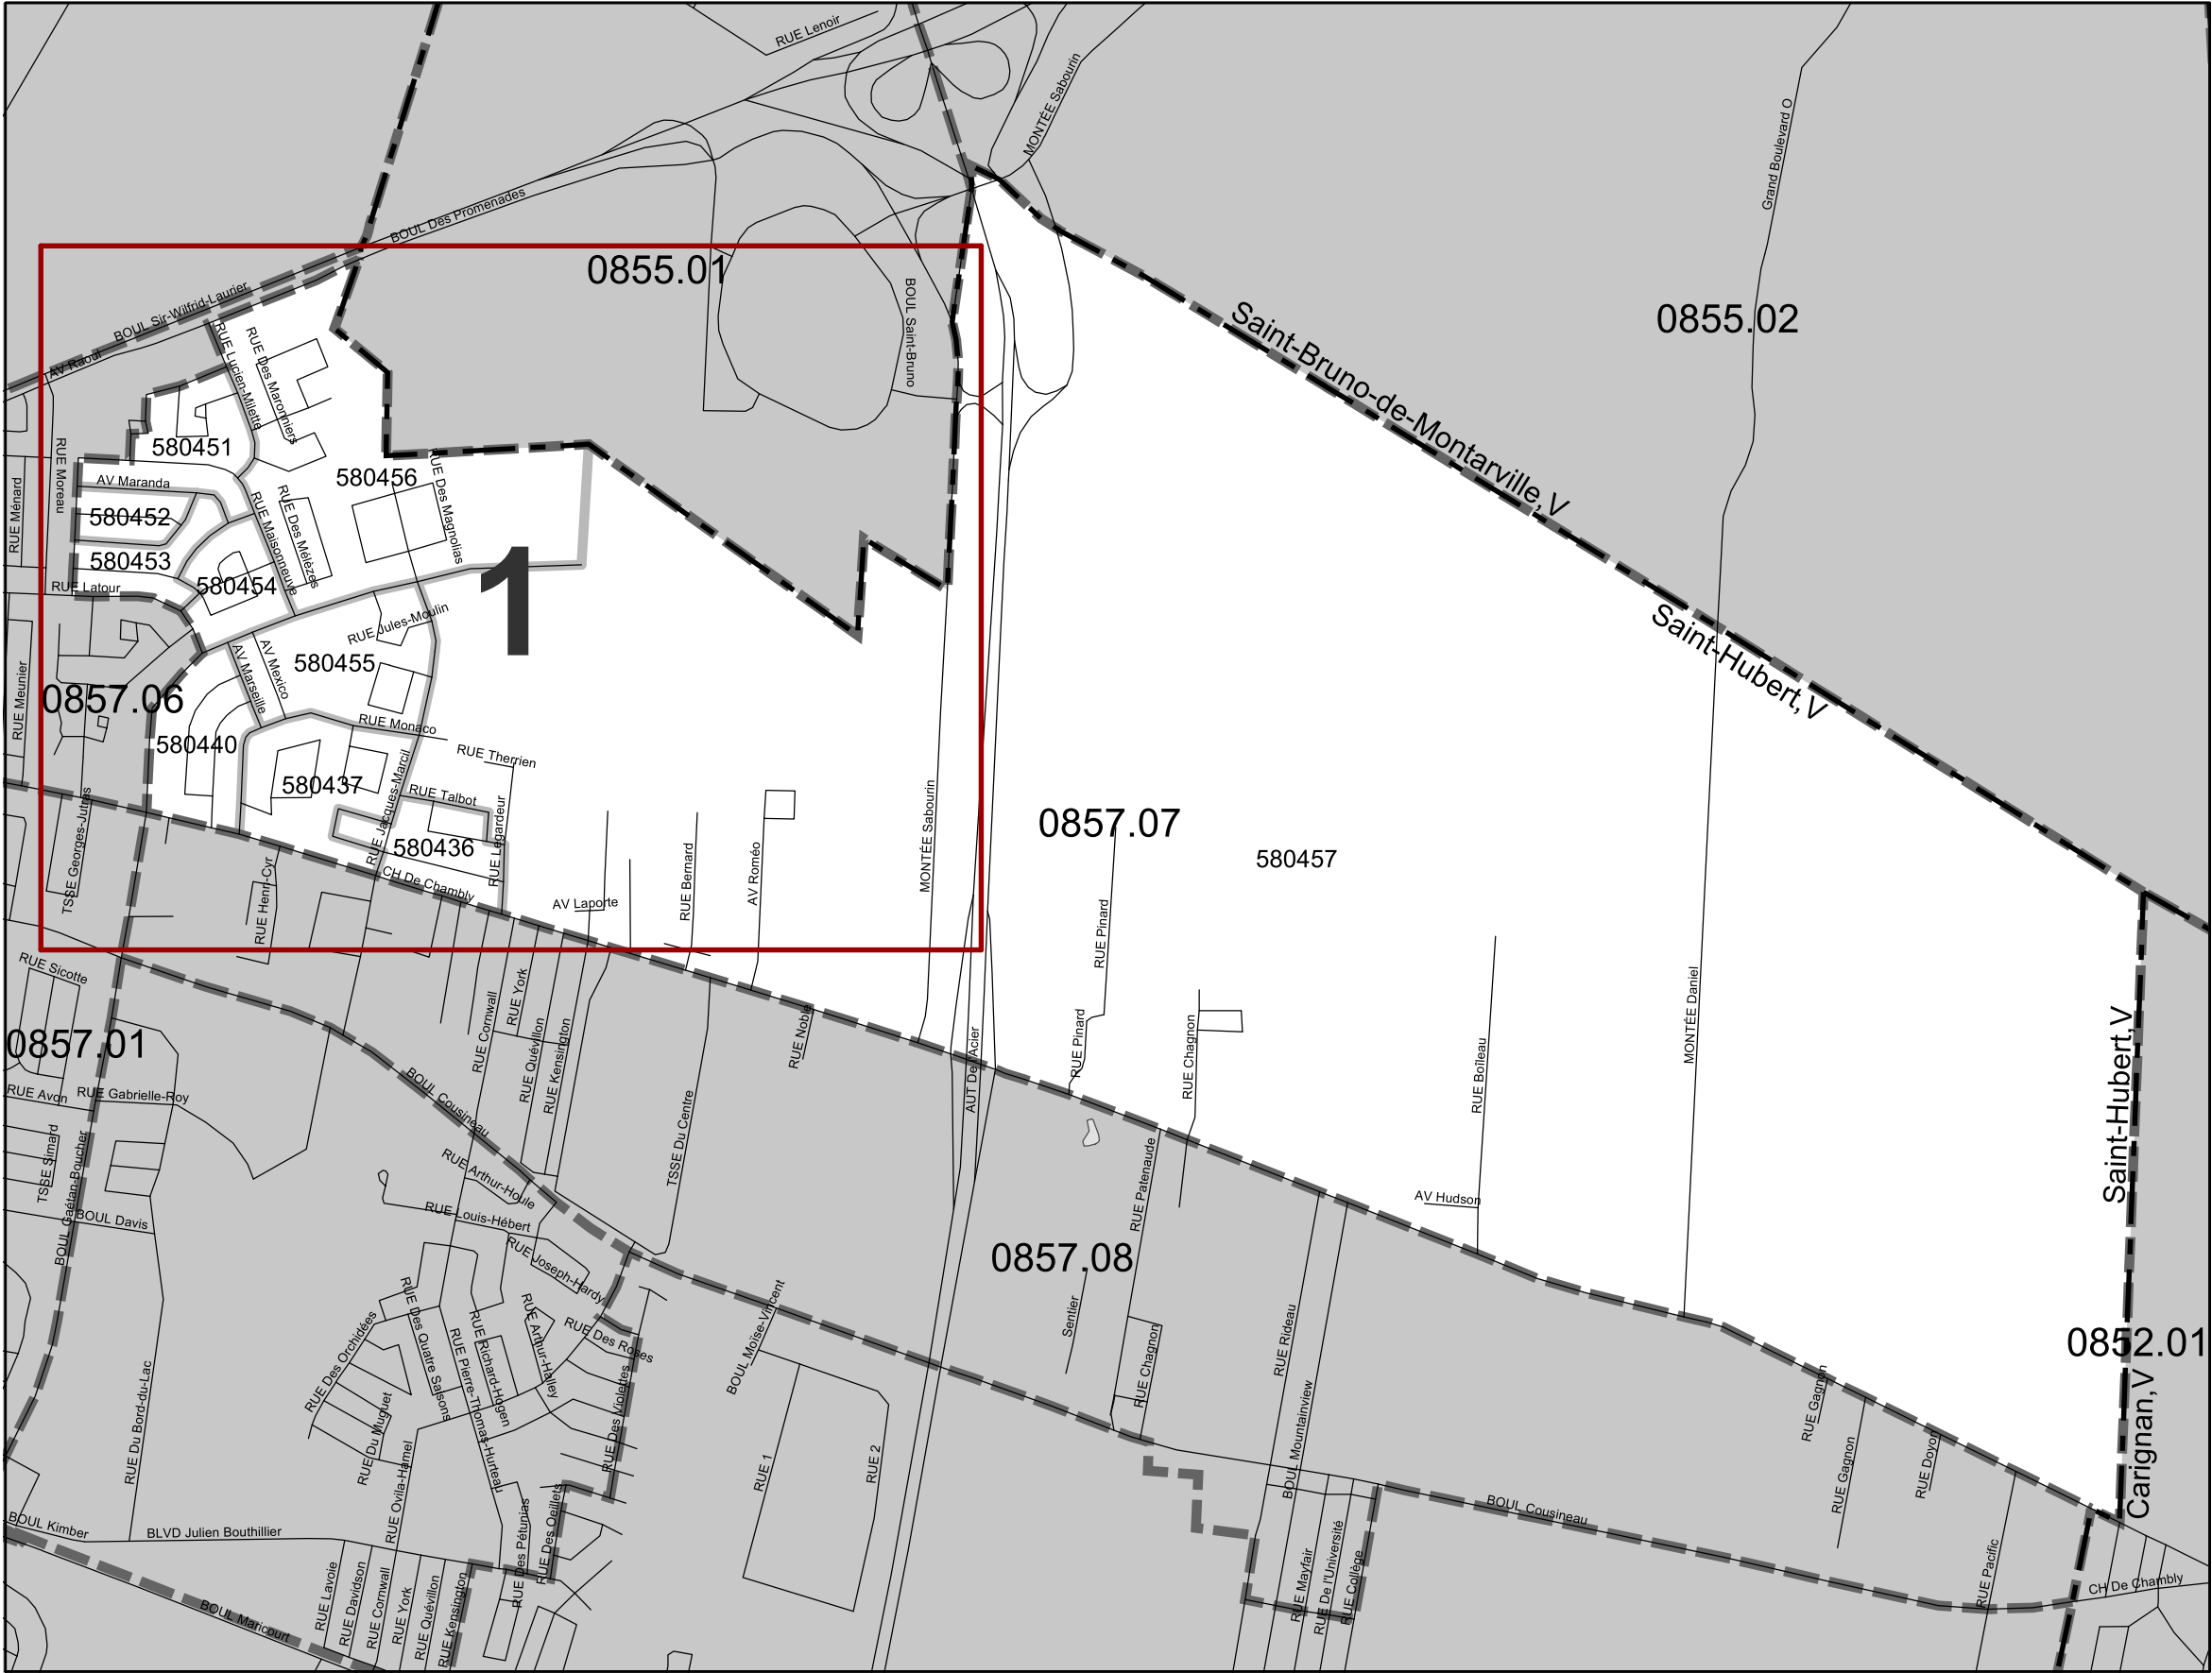 RUE Lenoir
MONTÉE Sabourin
Grand Boulevard O
BOUL Des Promenades
0855.01
0855.02
BOUL Saint-Bruno
BOUL Sir-Wilfrid-Laurier
AV Raoul
RUE Lucien-Milette
RUE Des Maronniers
Saint-Bruno-de-Montarville,V
Saint-Hubert,V
RUE Ménard
RUE Moreau
580451
580456
RUE Des Magnolias
AV Maranda
580452
RUE Maisonneuve
RUE Des Mélèzes
580453
580454
RUE Latour
1
RUE Jules-Moulin
580455
AV Mexico
AV Marseille
RUE Meunier
0857.06
580440
RUE Monaco
RUE Therrien
580437
RUE Jacques-Marcil
RUE Talbot
RUE Legardeur
580436
TSSE Georges-Jutras
RUE Henri-Cyr
CH De Chambly
AV Laporte
RUE Bernard
AV Roméo
MONTÉE Sabourin
0857.07
580457
RUE Pinard
RUE Pinard
RUE Chagnon
RUE Boileau
MONTÉE Daniel
Saint-Hubert,V
Carignan,V
0852.01
RUE Sicotte
0857.01
RUE Avon
RUE Gabrielle-Roy
TSSE Simard
BOUL Gaétan-Boucher
BOUL Davis
RUE Cornwall
RUE York
RUE Quévillon
RUE Kensington
RUE Noble
AUT De l'Acier
TSSE Du Centre
BOUL Cousineau
RUE Arthur-Houle
RUE Louis-Hébert
RUE Joseph-Hardy
RUE Patenaude
AV Hudson
0857.08
Sentier
RUE Chagnon
RUE Rideau
BOUL Mountainview
BOUL Moïse-Vincent
RUE Des Orchidées
RUE Des Quatre Saisons
RUE Richard-Hogen
RUE Pierre-Thomas-Hurteau
RUE Arthur-Halley
RUE Des Roses
RUE Des Violettes
RUE Du Muguet
RUE Du Bord-du-Lac
RUE Ovila-Hamel
RUE 1
RUE 2
RUE Gagnon
RUE Gagnon
RUE Doyon
RUE Pacific
BOUL Cousineau
CH De Chambly
BOUL Kimber
BLVD Julien Bouthillier
RUE Des Pétunias
RUE Des Oeillets
RUE Lavoie
RUE Davidson
RUE Cornwall
RUE York
RUE Quévillon
RUE Kensington
BOUL Maricourt
RUE Mayfair
RUE De l'Université
RUE Collège